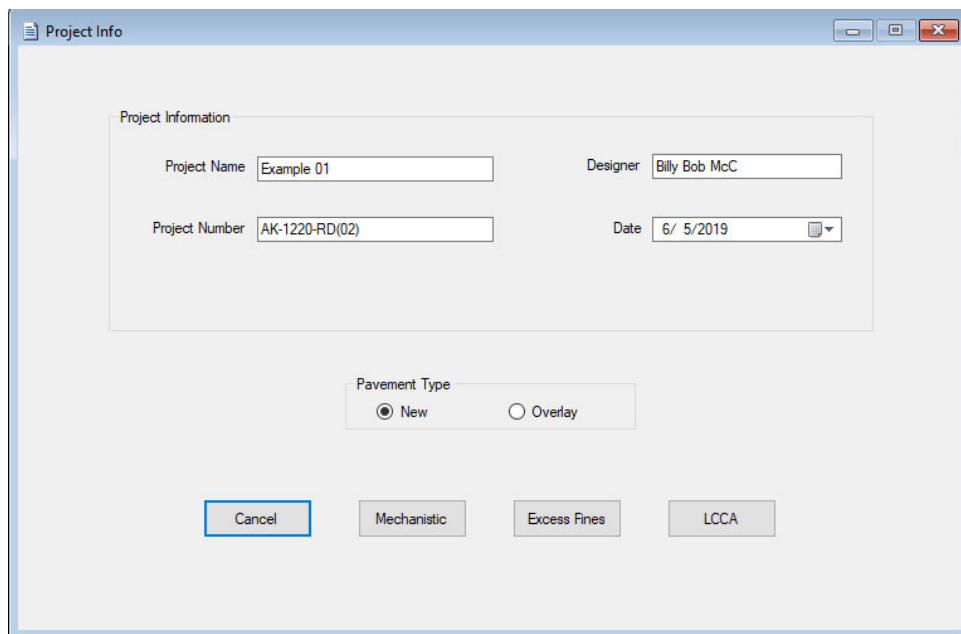 Project Info
Project Information
Project Name Example 01 Designer Billy Bob McC
Project Number AK-1220-RD(02) Date 6/ 5/2019
Pavement Type
New Overlay
Cancel Mechanistic Excess Fines LCCA